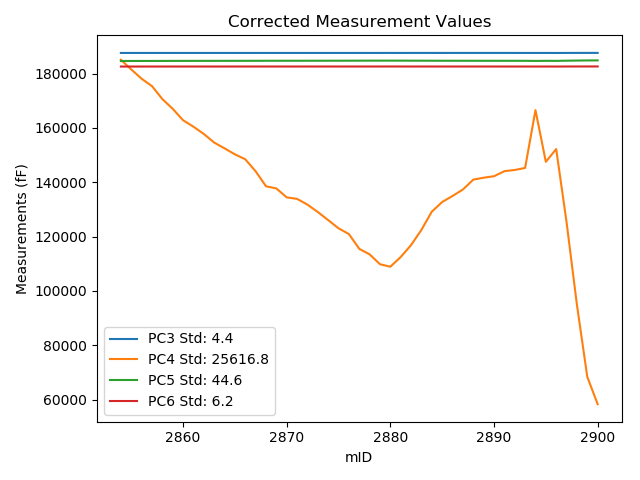 Corrected Measurement Values
Measurements (fF)
180000
160000
140000
120000
100000
80000
60000
PC3 Std: 4.4
PC4 Std: 25616.8
PC5 Std: 44.6
PC6 Std: 6.2
2860 2870 2880 2890 2900
mID